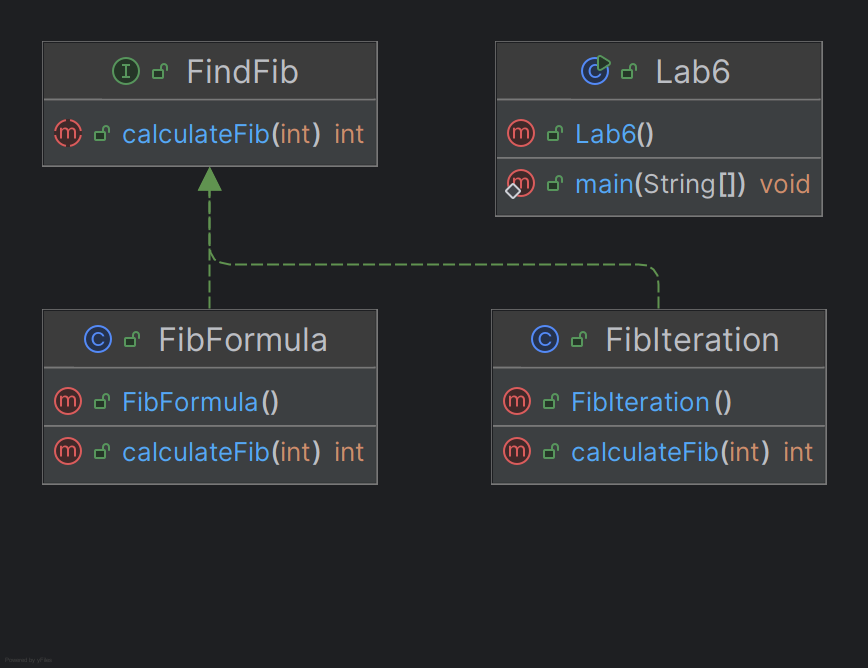 FindFib
calculateFib(int) int
Lab6
Lab6()
main(String[]) void
FibFormula
FibFormula()
calculateFib(int) int
FibIteration
FibIteration()
calculateFib(int) int
Powered by yFiles